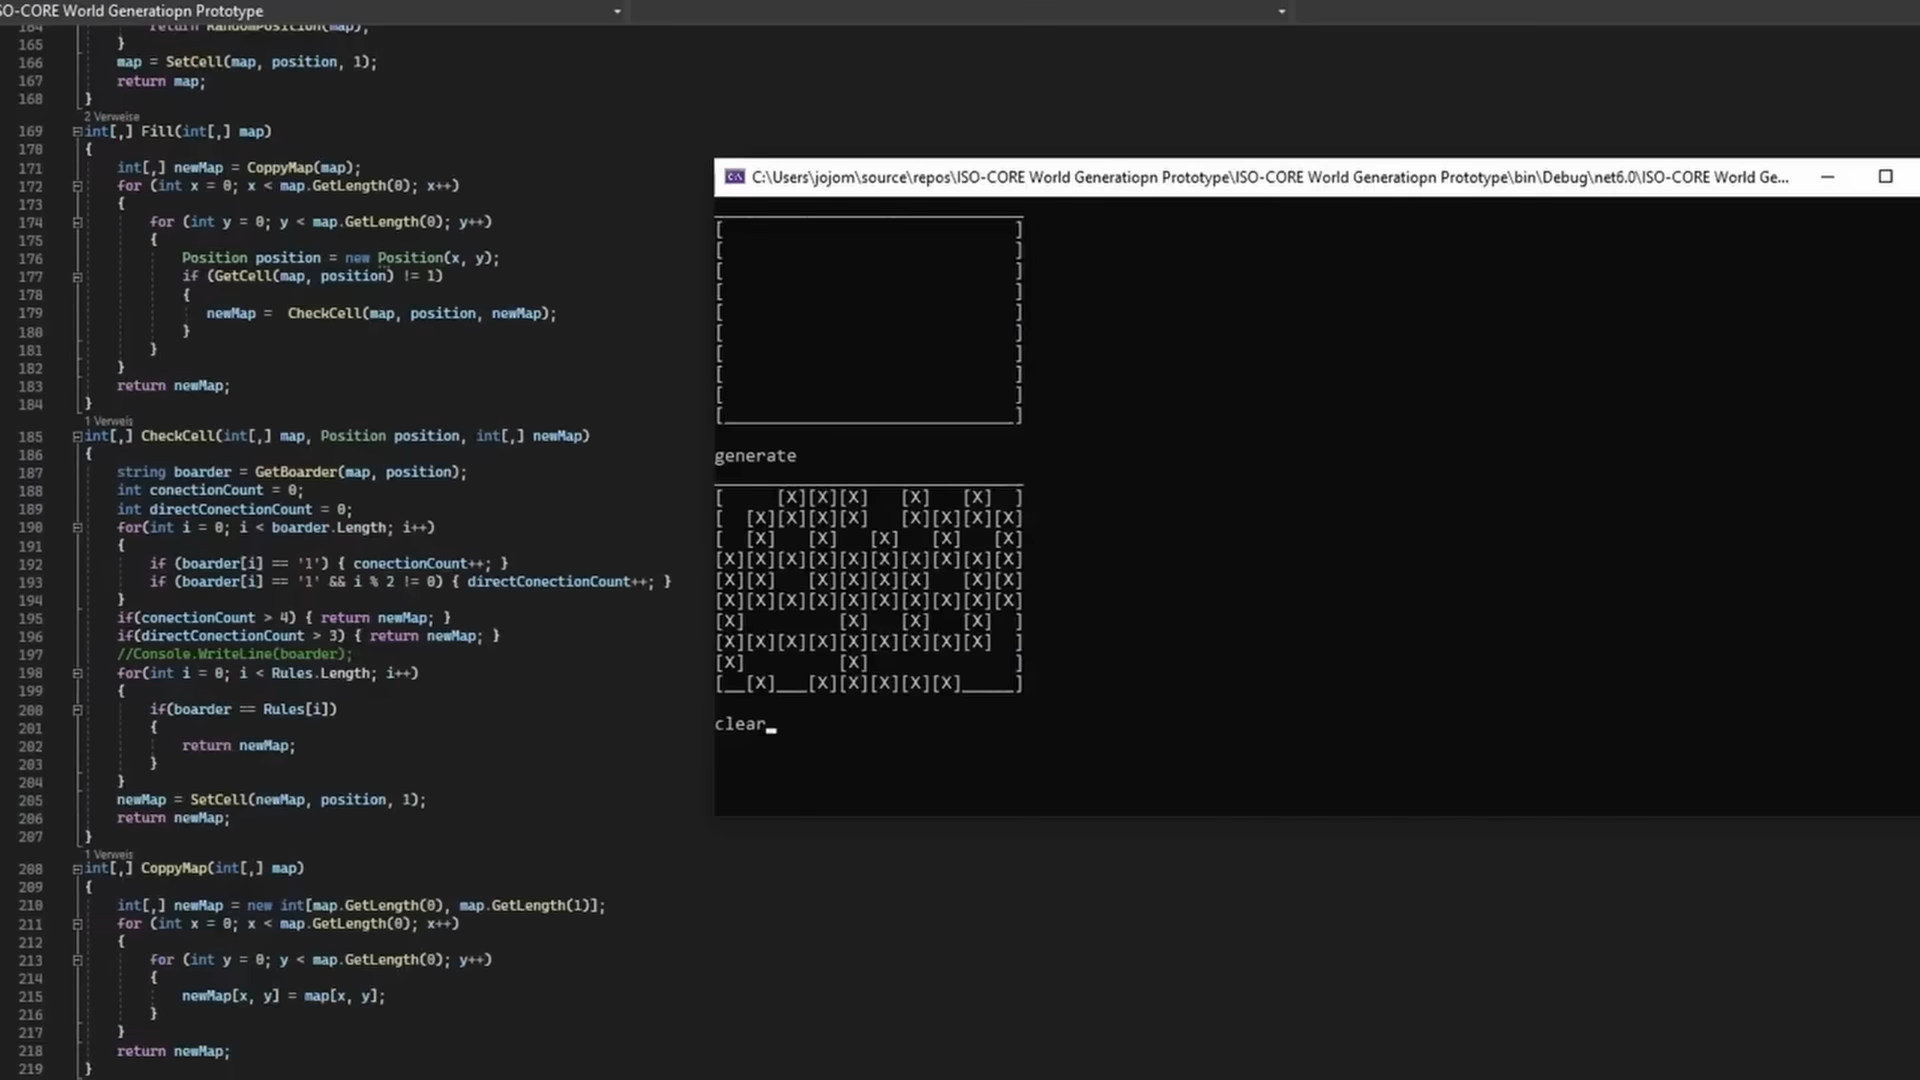 SO-CORE World Generatiopn Prototype
164 return RandomPosition(map);
165 }
166 map = SetCell(map, position, 1);
167 return map;
168 }
2 Verweise
169 int[,] Fill(int[,] map)
170 {
171 int[,] newMap = CoppyMap(map);
172 for (int x = 0; x < map.GetLength(0); x++)
173 {
174 for (int y = 0; y < map.GetLength(0); y++)
175 {
176 Position position = new Position(x, y);
177 if (GetCell(map, position) != 1)
178 {
179 newMap = CheckCell(map, position, newMap);
180 }
181 }
182 }
183 return newMap;
184 }
1 Verweis
185 int[,] CheckCell(int[,] map, Position position, int[,] newMap)
186 {
187 string boarder = GetBoarder(map, position);
188 int conectionCount = 0;
189 int directConectionCount = 0;
190 for(int i = 0; i < boarder.Length; i++)
191 {
192 if (boarder[i] == '1') { conectionCount++; }
193 if (boarder[i] == '1' && i % 2 != 0) { directConectionCount++; }
194 }
195 if(conectionCount > 4) { return newMap; }
196 if(directConectionCount > 3) { return newMap; }
197 //Console.WriteLine(boarder);
198 for(int i = 0; i < Rules.Length; i++)
199 {
200 if(boarder == Rules[i])
201 {
202 return newMap;
203 }
204 }
205 newMap = SetCell(newMap, position, 1);
206 return newMap;
207 }
1 Verweis
208 int[,] CoppyMap(int[,] map)
209 {
210 int[,] newMap = new int[map.GetLength(0), map.GetLength(1)];
211 for (int x = 0; x < map.GetLength(0); x++)
212 {
213 for (int y = 0; y < map.GetLength(0); y++)
214 {
215 newMap[x, y] = map[x, y];
216 }
217 }
218 return newMap;
219 }
C:\Users\jojom\source\repos\ISO-CORE World Generatiopn Prototype\ISO-CORE World Generatiopn Prototype\bin\Debug\net6.0\ISO-CORE World Ge...
______________________________
[                            ]
[                            ]
[                            ]
[                            ]
[                            ]
[                            ]
[                            ]
[                            ]
[                            ]
[____________________________]
generate
______________________________
[     [X][X][X]   [X]   [X]  ]
[  [X][X][X][X]   [X][X][X][X]
[  [X]   [X]   [X]   [X]   [X]
[X][X][X][X][X][X][X][X][X][X]
[X][X]   [X][X][X][X]   [X][X]
[X][X][X][X][X][X][X][X][X][X]
[X]         [X]   [X]   [X]  ]
[X][X][X][X][X][X][X][X][X]  ]
[X]         [X]              ]
[__[X]___[X][X][X][X][X]_____]
clear_